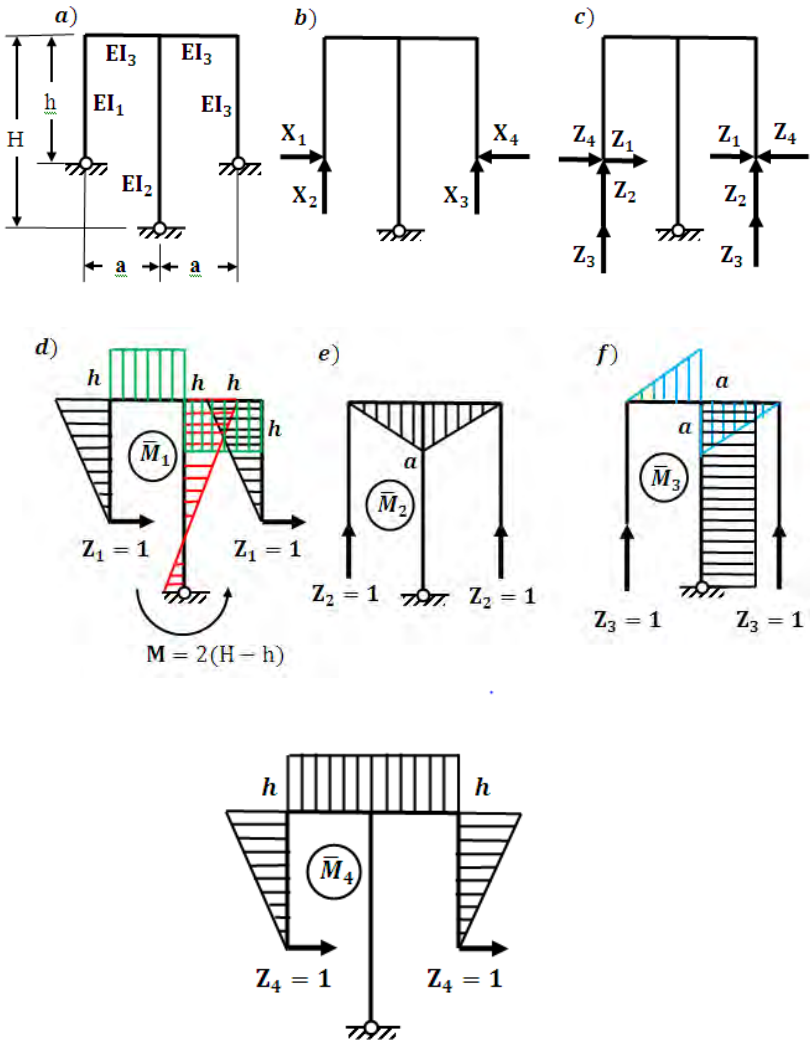 a)
b)
c)
EI₃ EI₃
h
EI₁
EI₃
H
EI₂
a a
X₁
X₄
X₂
X₃
Z₄ Z₁
Z₁ Z₄
Z₂
Z₂
Z₃
Z₃
d)
e)
f)
h
h h
h
M̅₁
Z₁ = 1
Z₁ = 1
M = 2(H − h)
a
M̅₂
Z₂ = 1
Z₂ = 1
a
a
M̅₃
Z₃ = 1
Z₃ = 1
h
h
M̅₄
Z₄ = 1
Z₄ = 1